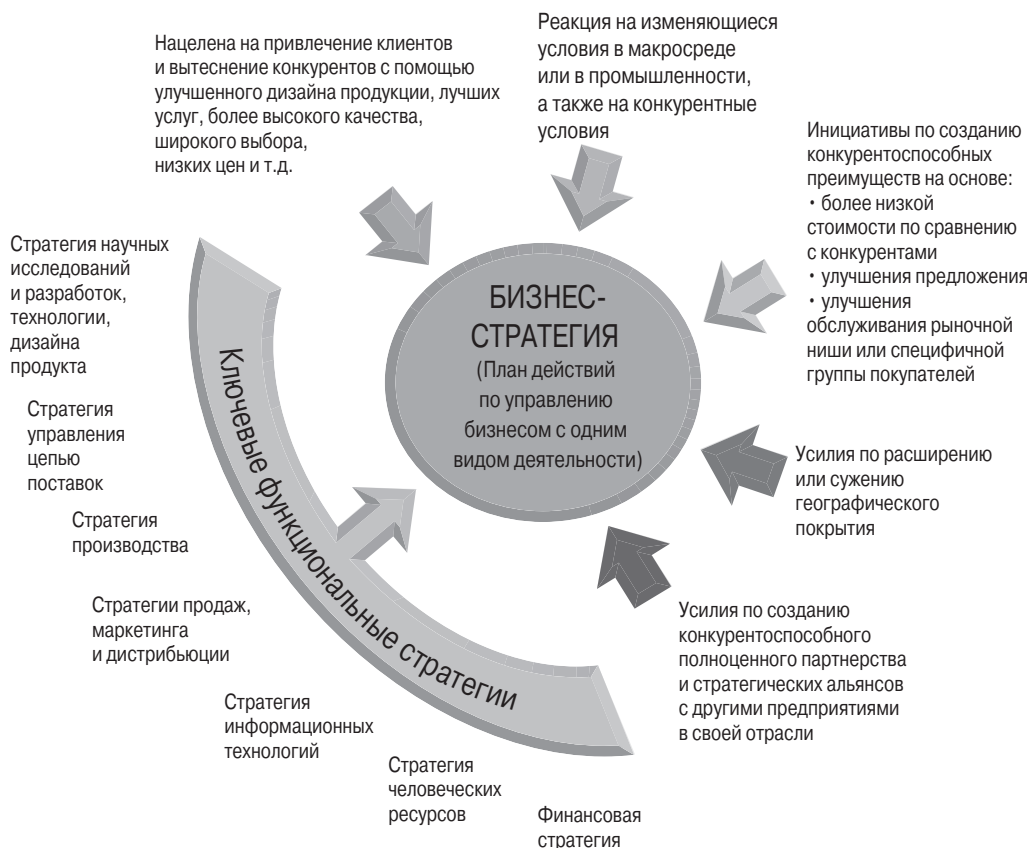 Нацелена на привлечение клиентов
и вытеснение конкурентов с помощью
улучшенного дизайна продукции, лучших
услуг, более высокого качества,
широкого выбора,
низких цен и т.д.
Реакция на изменяющиеся
условия в макросреде
или в промышленности,
а также на конкурентные
условия
Инициативы по созданию
конкурентоспособных
преимуществ на основе:
• более низкой
стоимости по сравнению
с конкурентами
• улучшения предложения
• улучшения
обслуживания рыночной
ниши или специфичной
группы покупателей
БИЗНЕС-
СТРАТЕГИЯ
(План действий
по управлению
бизнесом с одним
видом деятельности)
Усилия по расширению
или сужению
географического
покрытия
Усилия по созданию
конкурентоспособного
полноценного партнерства
и стратегических альянсов
с другими предприятиями
в своей отрасли
Ключевые функциональные стратегии
Стратегия научных
исследований
и разработок,
технологии,
дизайна
продукта
Стратегия
управления
цепью
поставок
Стратегия
производства
Стратегии продаж,
маркетинга
и дистрибьюции
Стратегия
информационных
технологий
Стратегия
человеческих
ресурсов
Финансовая
стратегия